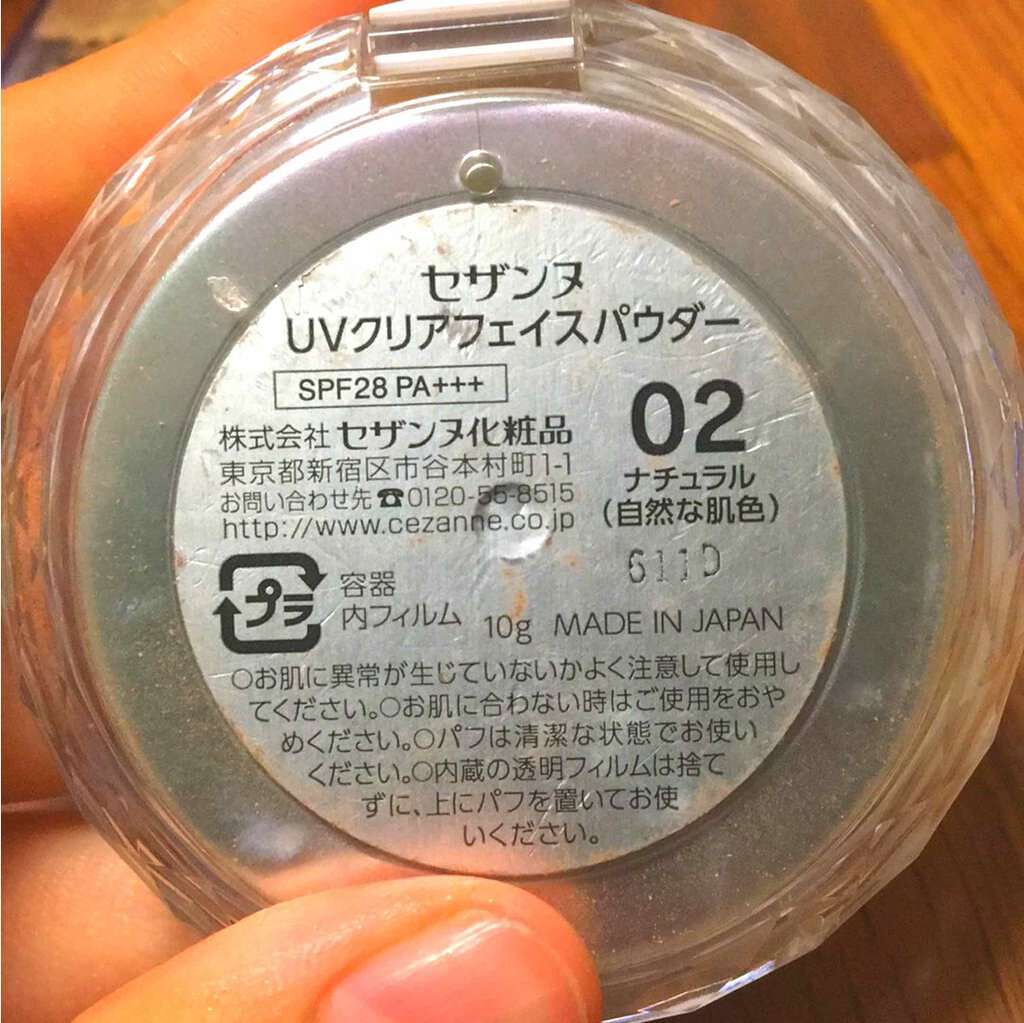 セザンヌ
UVクリアフェイスパウダー
SPF28 PA+++
株式会社 セザンヌ化粧品
東京都新宿区市谷本村町1-1
お問い合わせ先☎0120-55-8515
http://www.cezanne.co.jp
02
ナチュラル
(自然な肌色)
611D
プラ
容器
内フィルム
10g MADE IN JAPAN
○お肌に異常が生じていないかよく注意して使用し
てください。○お肌に合わない時はご使用をおや
めください。○パフは清潔な状態でお使い
ください。○内蔵の透明フィルムは捨て
ずに、上にパフを置いてお使
いください。